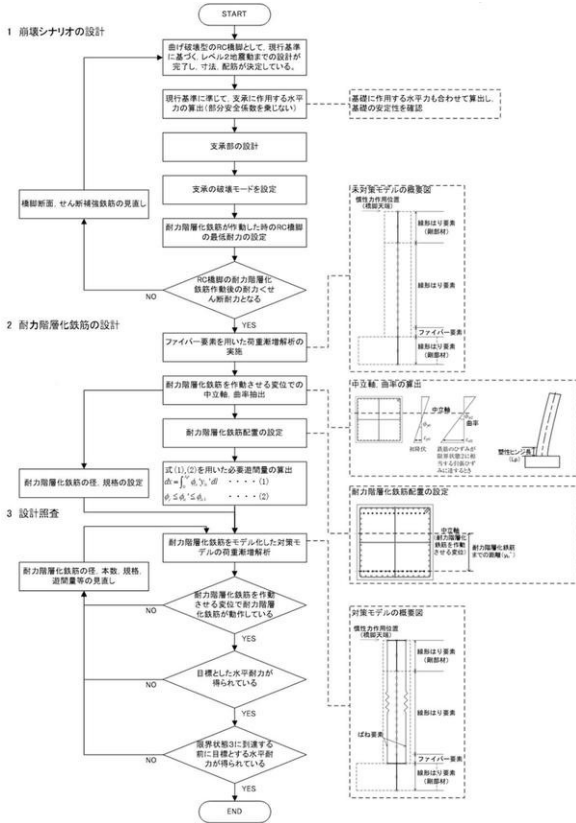 START
1 崩壊シナリオの設計
曲げ破壊型のRC橋脚として、現行基準
に基づく、レベル2地震動までの設計が
完了し、寸法、配筋が決定している。
現行基準に準じて、支承に作用する水平
力の算出(部分安全係数を乗じない)
基礎に作用する水平力も合わせて算出し、
基礎の安定性を確認
支承部の設計
支承の破壊モードを設定
橋脚断面、せん断補強鉄筋の見直し
耐力階層化鉄筋が作動した時のRC橋脚
の最低耐力の設定
RC橋脚の耐力階層化
鉄筋作動後の耐力<せ
ん断耐力となる
NO
YES
未対策モデルの概要図
慣性力作用位置
(橋脚天端)
線形はり要素
(剛部材)
線形はり要素
ファイバー要素
線形はり要素
(剛部材)
2 耐力階層化鉄筋の設計
ファイバー要素を用いた荷重漸増解析の
実施
耐力階層化鉄筋を作動させる変位での
中立軸、曲率抽出
耐力階層化鉄筋配置の設定
式(1),(2)を用いた必要遊間量の算出
・・・・(1)
・・・・(2)
耐力階層化鉄筋の径、規格の設定
中立軸、曲率の算出
中立軸
曲率
初降伏
塑性ヒンジ長
(Lp)
耐力階層化鉄筋配置の設定
中立軸
(耐力階層化
鉄筋を作動
させる変位)
耐力階層化鉄筋
までの距離
3 設計照査
耐力階層化鉄筋をモデル化した対策モ
デルの荷重漸増解析
耐力階層化鉄筋の径、本数、規格、
遊間量等の見直し
耐力階層化鉄筋を作動
させる変位で耐力階層
化鉄筋が動作している
NO
YES
目標とした水平耐力が
得られている
NO
YES
限界状態3に到達する
前に目標とする水平耐
力が得られている
NO
YES
END
対策モデルの概要図
慣性力作用位置
(橋脚天端)
線形はり要素
(剛部材)
線形はり要素
ばね要素
ファイバー要素
線形はり要素
(剛部材)